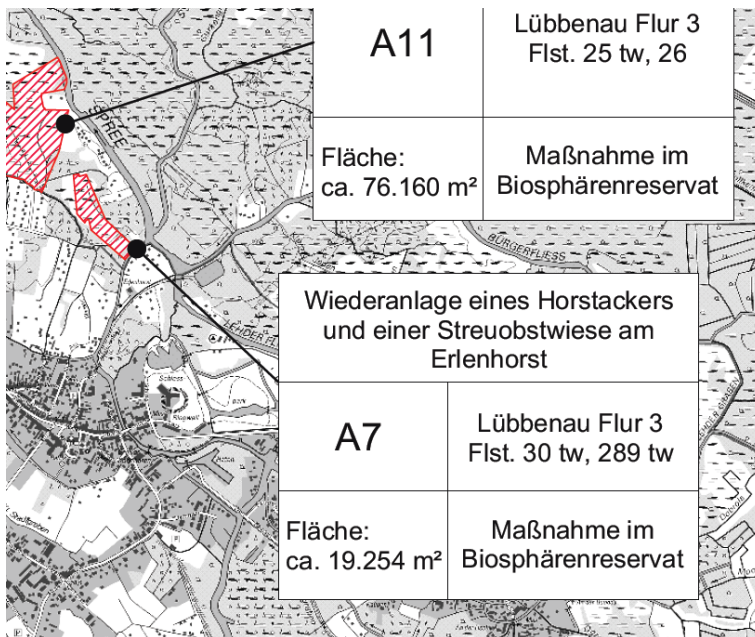 A11
Lübbenau Flur 3
Flst. 25 tw, 26
Fläche:
ca. 76.160 m²
Maßnahme im
Biosphärenreservat
SPREE
BÜRGERFLIESS
Wiederanlage eines Horstackers
und einer Streuobstwiese am
Erlenhorst
A7
Lübbenau Flur 3
Flst. 30 tw, 289 tw
Fläche:
ca. 19.254 m²
Maßnahme im
Biosphärenreservat
Schloss
Ringwall